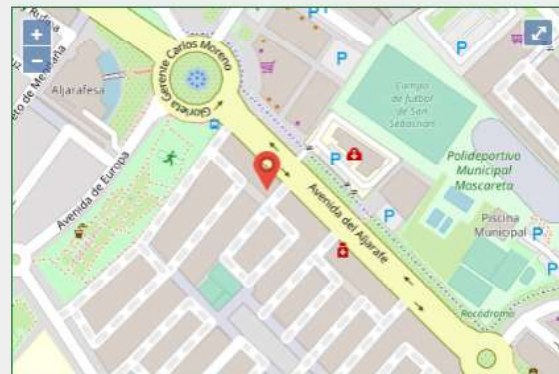 Aljarafesa
Glorieta Gerente Carlos Moreno
Avenida de Europa
Campo
de fútbol
de San
Sebastián
Polideportivo
Municipal
Mascareta
Avenida del Aljarafe
Piscina
Municipal
Rocódromo
P
P
P
P
P
P
P
+
−